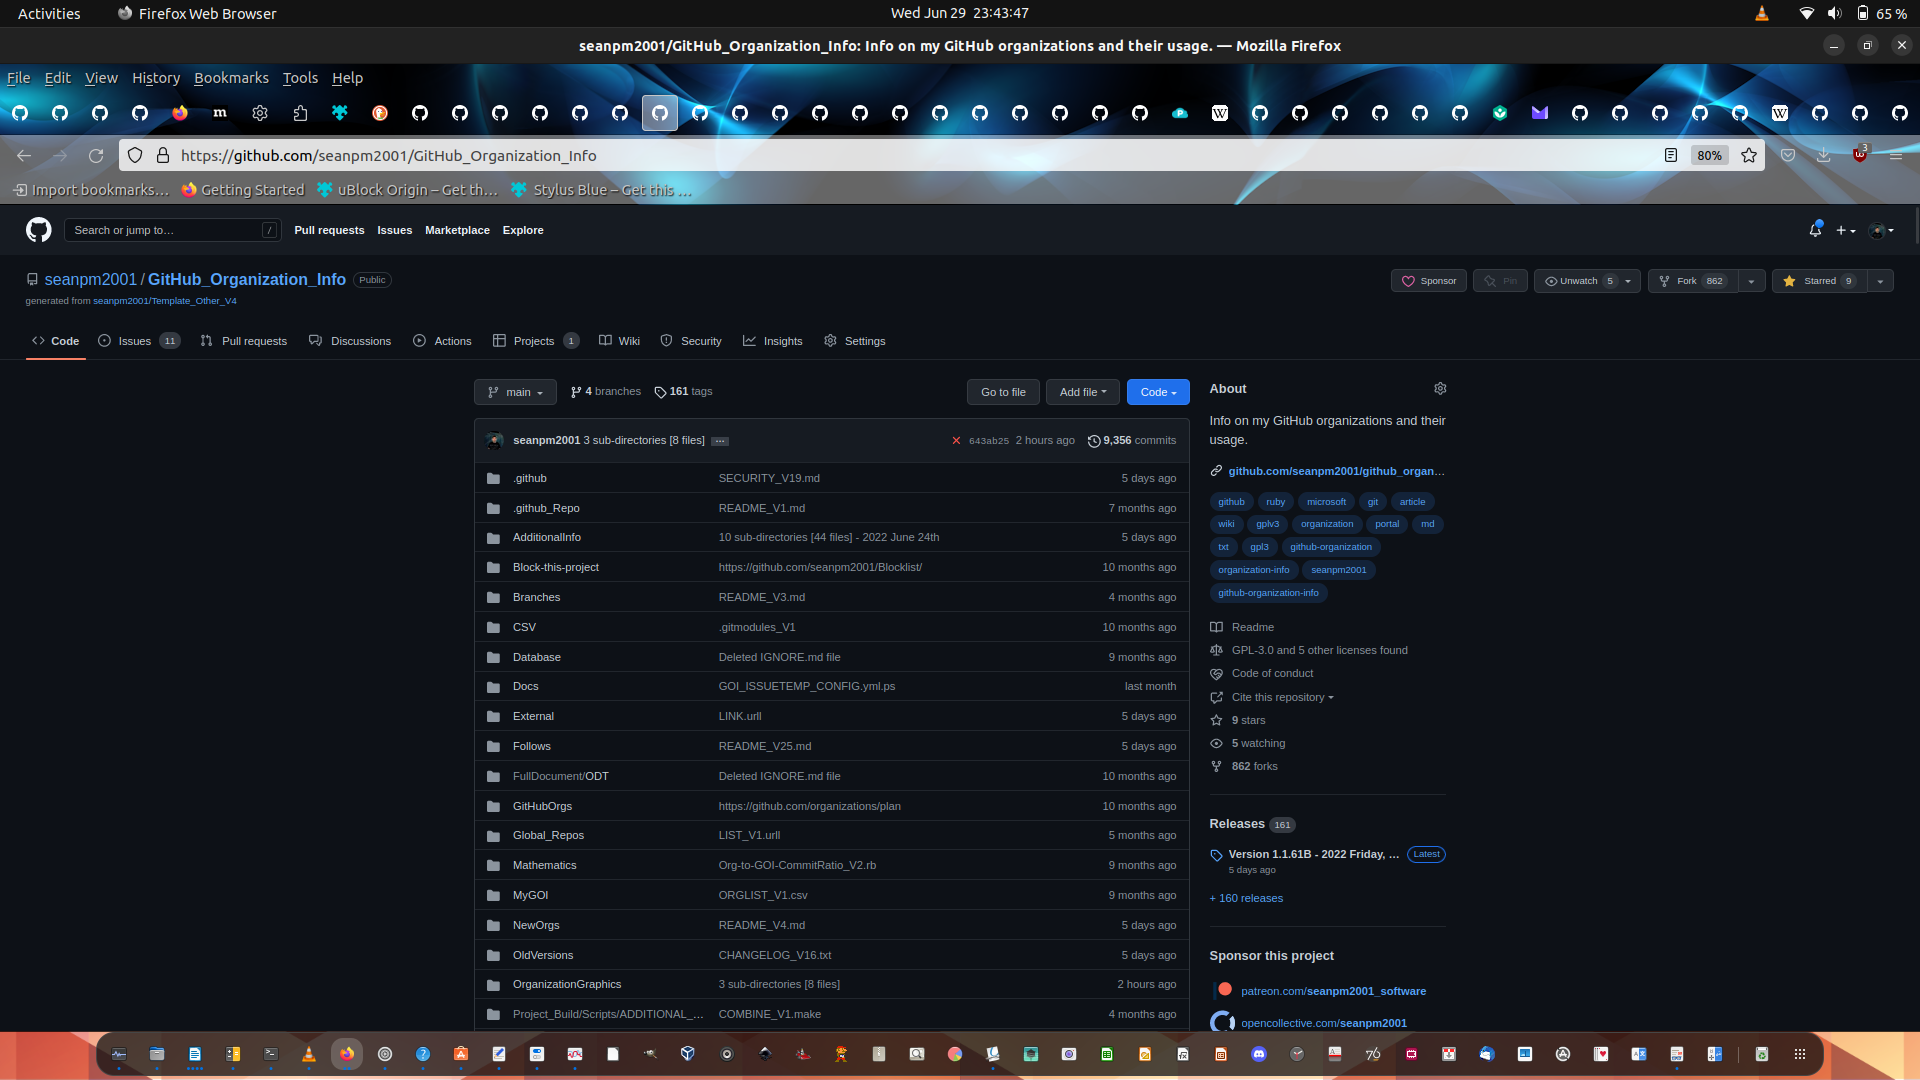 Activities Firefox Web Browser Wed Jun 29 23:43:47 65 %
seanpm2001/GitHub_Organization_Info: Info on my GitHub organizations and their usage. — Mozilla Firefox
File Edit View History Bookmarks Tools Help
https://github.com/seanpm2001/GitHub_Organization_Info 80% 3
Import bookmarks… Getting Started uBlock Origin – Get th… Stylus Blue – Get this …
Search or jump to… / Pull requests Issues Marketplace Explore
seanpm2001 / GitHub_Organization_Info Public Sponsor Pin Unwatch 5 Fork 862 Starred 9
generated from seanpm2001/Template_Other_V4
Code Issues 11 Pull requests Discussions Actions Projects 1 Wiki Security Insights Settings
main 4 branches 161 tags Go to file Add file Code
seanpm2001 3 sub-directories [8 files] … 643ab25 2 hours ago 9,356 commits
.github SECURITY_V19.md 5 days ago
.github_Repo README_V1.md 7 months ago
AdditionalInfo 10 sub-directories [44 files] - 2022 June 24th 5 days ago
Block-this-project https://github.com/seanpm2001/Blocklist/ 10 months ago
Branches README_V3.md 4 months ago
CSV .gitmodules_V1 10 months ago
Database Deleted IGNORE.md file 9 months ago
Docs GOI_ISSUETEMP_CONFIG.yml.ps last month
External LINK.urll 5 days ago
Follows README_V25.md 5 days ago
FullDocument/ODT Deleted IGNORE.md file 10 months ago
GitHubOrgs https://github.com/organizations/plan 10 months ago
Global_Repos LIST_V1.urll 5 months ago
Mathematics Org-to-GOI-CommitRatio_V2.rb 9 months ago
MyGOI ORGLIST_V1.csv 9 months ago
NewOrgs README_V4.md 5 days ago
OldVersions CHANGELOG_V16.txt 5 days ago
OrganizationGraphics 3 sub-directories [8 files] 2 hours ago
Project_Build/Scripts/ADDITIONAL_… COMBINE_V1.make 4 months ago
About
Info on my GitHub organizations and their
usage.
github.com/seanpm2001/github_organ…
github ruby microsoft git article
wiki gplv3 organization portal md
txt gpl3 github-organization
organization-info seanpm2001
github-organization-info
Readme
GPL-3.0 and 5 other licenses found
Code of conduct
Cite this repository
9 stars
5 watching
862 forks
Releases 161
Version 1.1.61B - 2022 Friday, … Latest
5 days ago
+ 160 releases
Sponsor this project
patreon.com/seanpm2001_software
opencollective.com/seanpm2001